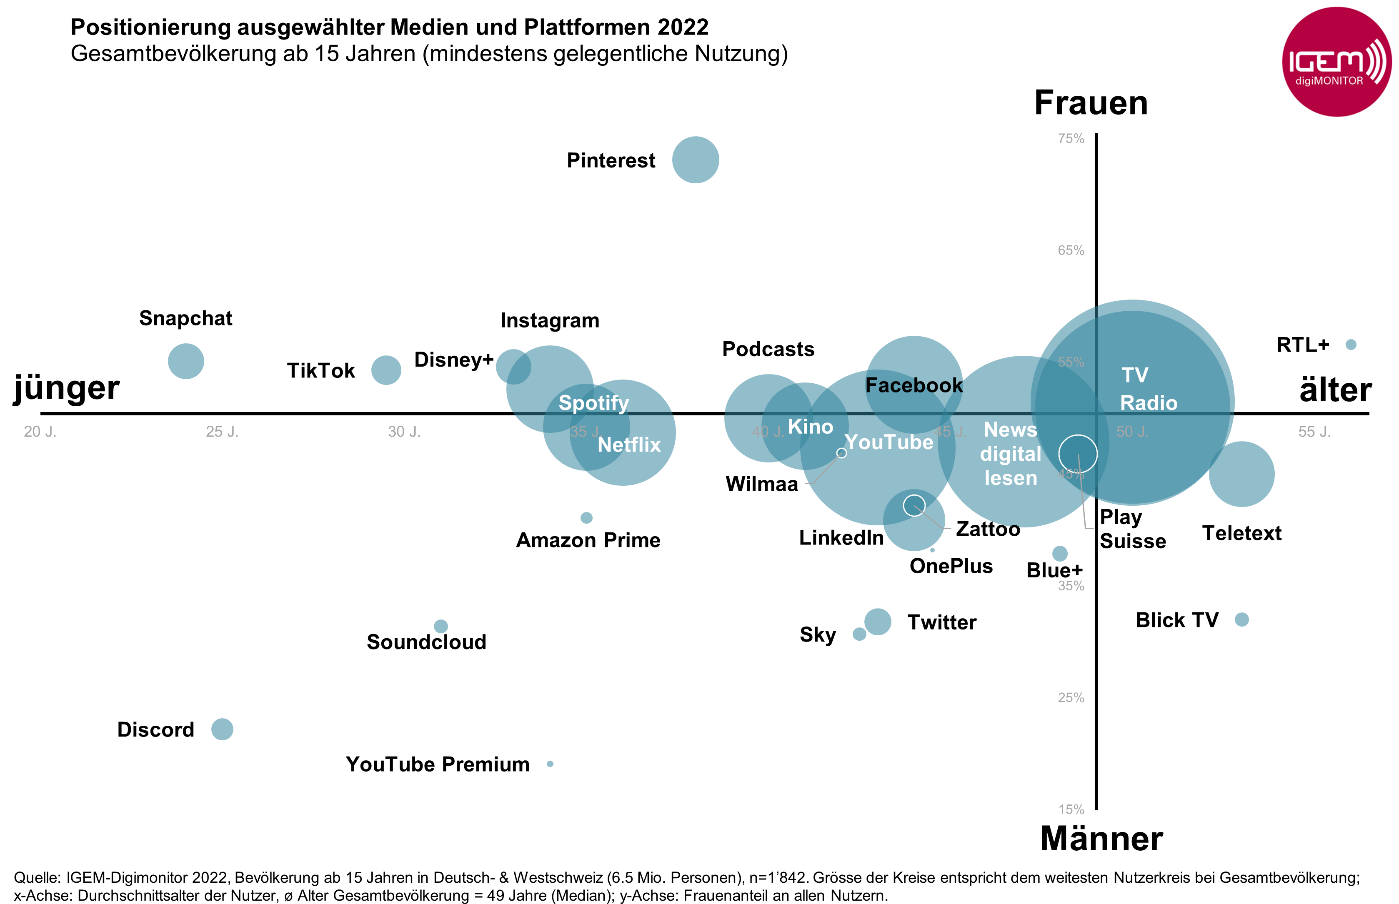 Positionierung ausgewählter Medien und Plattformen 2022
Gesamtbevölkerung ab 15 Jahren (mindestens gelegentliche Nutzung)
IGEM
digiMONITOR
Frauen
75%
Pinterest
65%
Snapchat
Instagram
Podcasts
RTL+
TikTok
Disney+
55%
TV
jünger
Facebook
älter
Spotify
Radio
20 J.
25 J.
30 J.
35 J.
40 J.
45 J.
50 J.
55 J.
Kino
Netflix
YouTube
News
digital
lesen
45%
Wilmaa
Amazon Prime
LinkedIn
Zattoo
Play
Suisse
Teletext
OnePlus
Blue+
35%
Soundcloud
Sky
Twitter
Blick TV
25%
Discord
YouTube Premium
15%
Männer
Quelle: IGEM-Digimonitor 2022, Bevölkerung ab 15 Jahren in Deutsch- & Westschweiz (6.5 Mio. Personen), n=1’842. Grösse der Kreise entspricht dem weitesten Nutzerkreis bei Gesamtbevölkerung;
x-Achse: Durchschnittsalter der Nutzer, ø Alter Gesamtbevölkerung = 49 Jahre (Median); y-Achse: Frauenanteil an allen Nutzern.